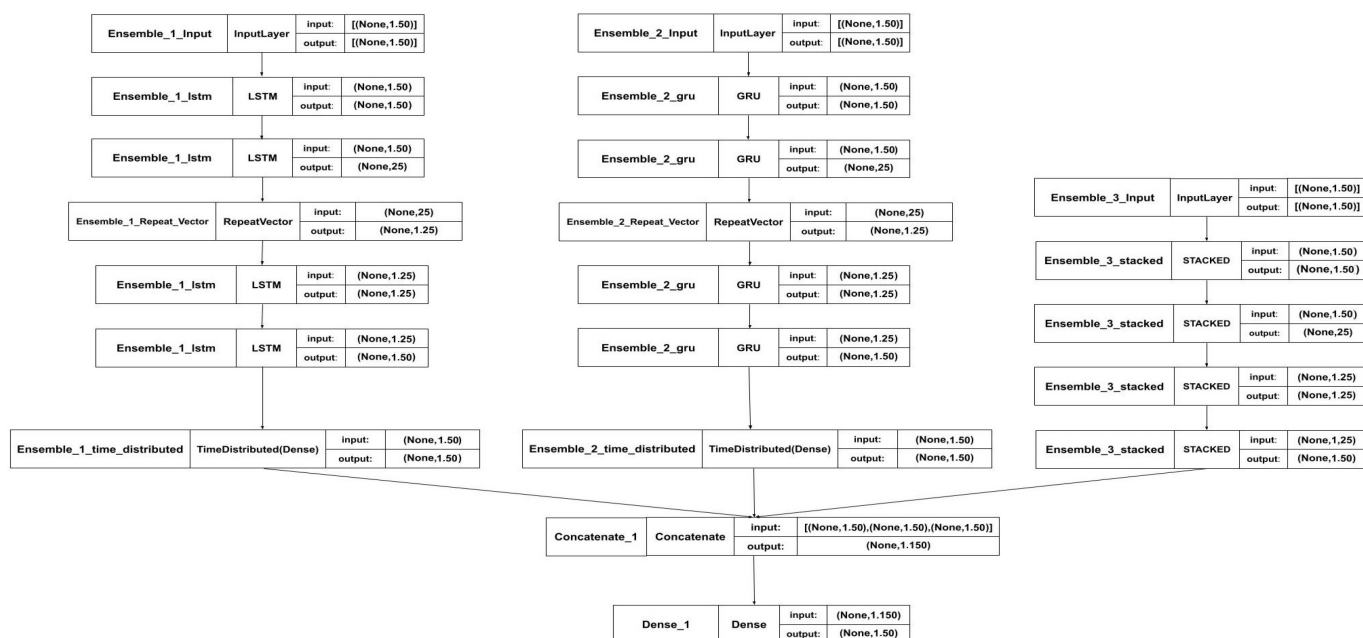 Ensemble_1_Input InputLayer input: [(None,1.50)]
output: [(None,1.50)]
Ensemble_1_lstm LSTM input: (None,1.50)
output: (None,1.50)
Ensemble_1_lstm LSTM input: (None,1.50)
output: (None,25)
Ensemble_1_Repeat_Vector RepeatVector input: (None,25)
output: (None,1.25)
Ensemble_1_lstm LSTM input: (None,1.25)
output: (None,1.25)
Ensemble_1_lstm LSTM input: (None,1.25)
output: (None,1.50)
Ensemble_1_time_distributed TimeDistributed(Dense) input: (None,1.50)
output: (None,1.50)
Ensemble_2_Input InputLayer input: [(None,1.50)]
output: [(None,1.50)]
Ensemble_2_gru GRU input: (None,1.50)
output: (None,1.50)
Ensemble_2_gru GRU input: (None,1.50)
output: (None,25)
Ensemble_2_Repeat_Vector RepeatVector input: (None,25)
output: (None,1.25)
Ensemble_2_gru GRU input: (None,1.25)
output: (None,1.25)
Ensemble_2_gru GRU input: (None,1.25)
output: (None,1.50)
Ensemble_2_time_distributed TimeDistributed(Dense) input: (None,1.50)
output: (None,1.50)
Ensemble_3_Input InputLayer input: [(None,1.50)]
output: [(None,1.50)]
Ensemble_3_stacked STACKED input: (None,1.50)
output: (None,1.50)
Ensemble_3_stacked STACKED input: (None,1.50)
output: (None,25)
Ensemble_3_stacked STACKED input: (None,1.25)
output: (None,1.25)
Ensemble_3_stacked STACKED input: (None,1,25)
output: (None,1.50)
Concatenate_1 Concatenate input: [(None,1.50),(None,1.50),(None,1.50)]
output: (None,1.150)
Dense_1 Dense input: (None,1.150)
output: (None,1.50)